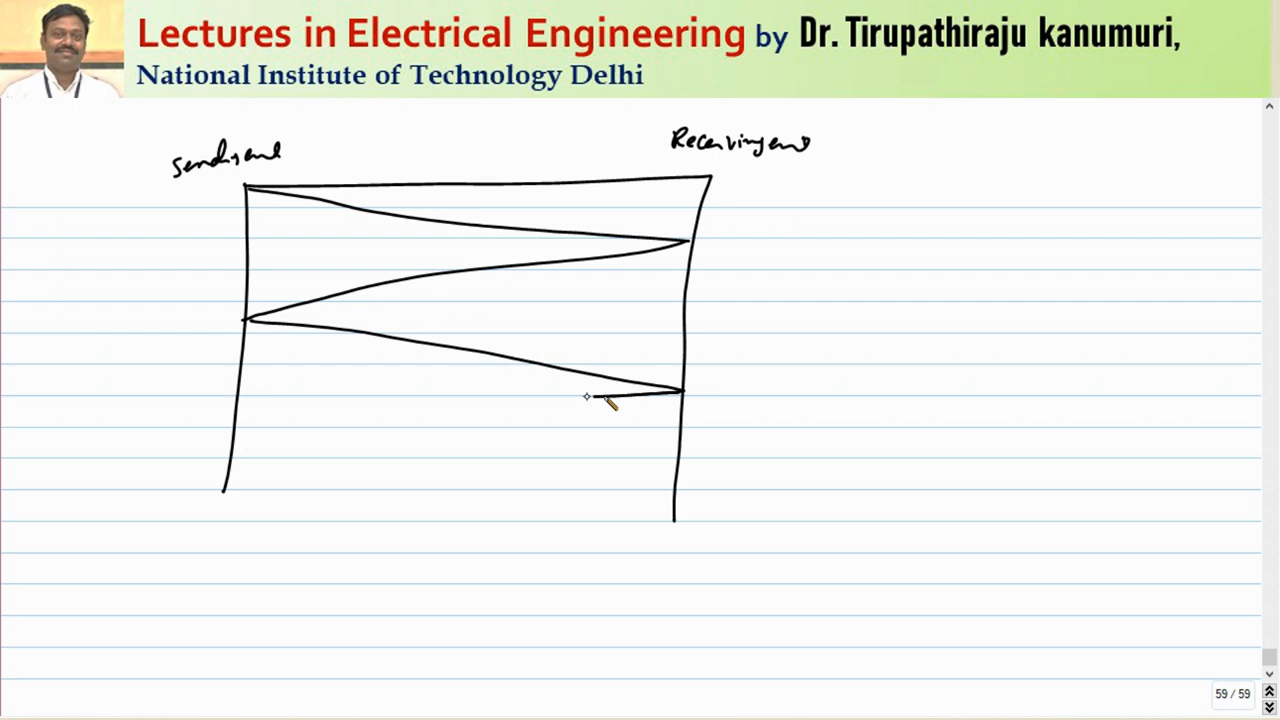 Lectures in Electrical Engineering by Dr. Tirupathiraju kanumuri,
National Institute of Technology Delhi
Sending end
Receiving end
59 / 59